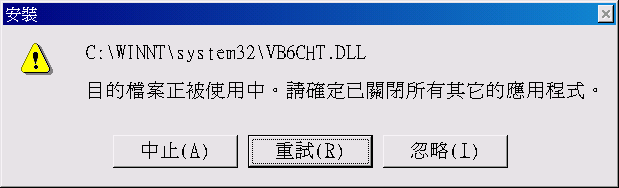 安裝
C:\WINNT\system32\VB6CHT.DLL
目的檔案正被使用中。請確定已關閉所有其它的應用程式。
中止(A)
重試(R)
忽略(I)